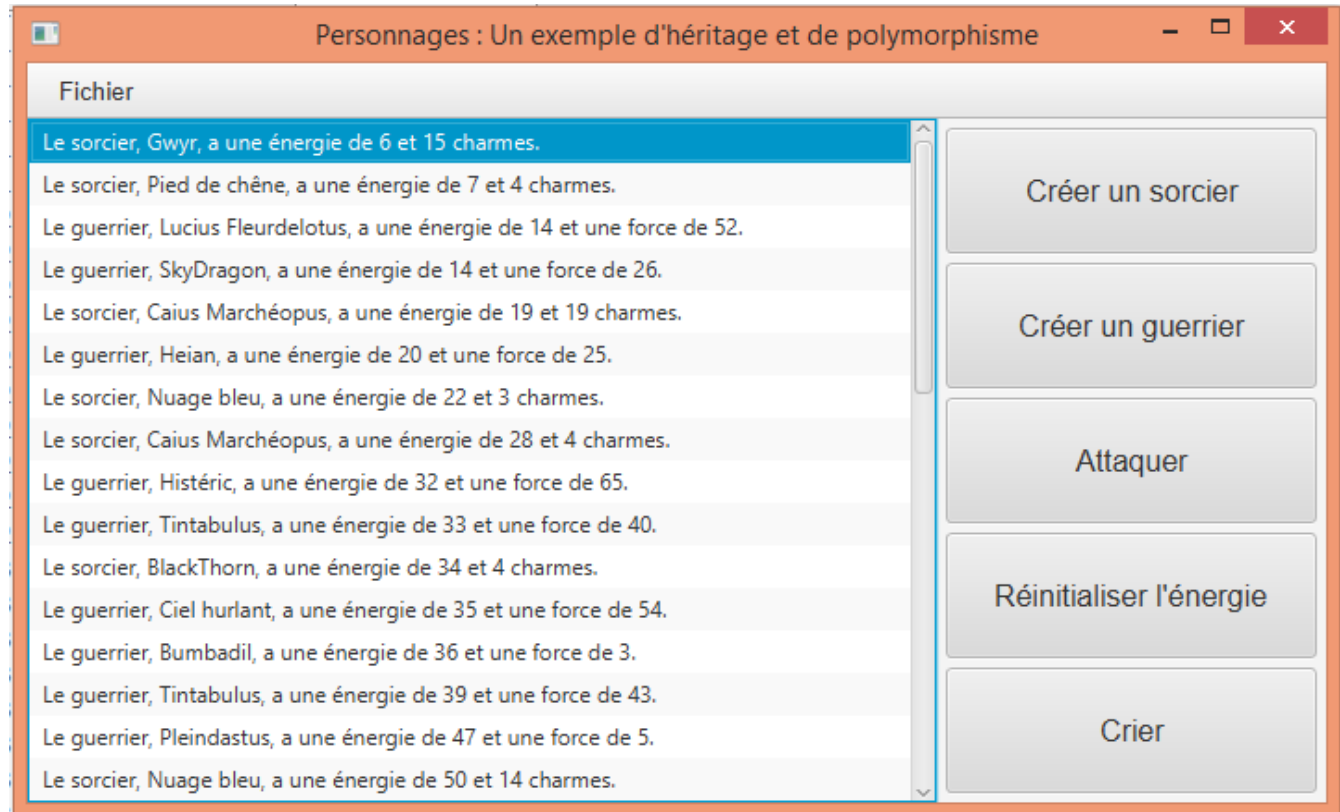 Personnages : Un exemple d'héritage et de polymorphisme
Fichier
Le sorcier, Gwyr, a une énergie de 6 et 15 charmes.
Le sorcier, Pied de chêne, a une énergie de 7 et 4 charmes.
Le guerrier, Lucius Fleurdelotus, a une énergie de 14 et une force de 52.
Le guerrier, SkyDragon, a une énergie de 14 et une force de 26.
Le sorcier, Caius Marchéopus, a une énergie de 19 et 19 charmes.
Le guerrier, Heian, a une énergie de 20 et une force de 25.
Le sorcier, Nuage bleu, a une énergie de 22 et 3 charmes.
Le sorcier, Caius Marchéopus, a une énergie de 28 et 4 charmes.
Le guerrier, Histéric, a une énergie de 32 et une force de 65.
Le guerrier, Tintabulus, a une énergie de 33 et une force de 40.
Le sorcier, BlackThorn, a une énergie de 34 et 4 charmes.
Le guerrier, Ciel hurlant, a une énergie de 35 et une force de 54.
Le guerrier, Bumbadil, a une énergie de 36 et une force de 3.
Le guerrier, Tintabulus, a une énergie de 39 et une force de 43.
Le guerrier, Pleindastus, a une énergie de 47 et une force de 5.
Le sorcier, Nuage bleu, a une énergie de 50 et 14 charmes.
Créer un sorcier
Créer un guerrier
Attaquer
Réinitialiser l'énergie
Crier